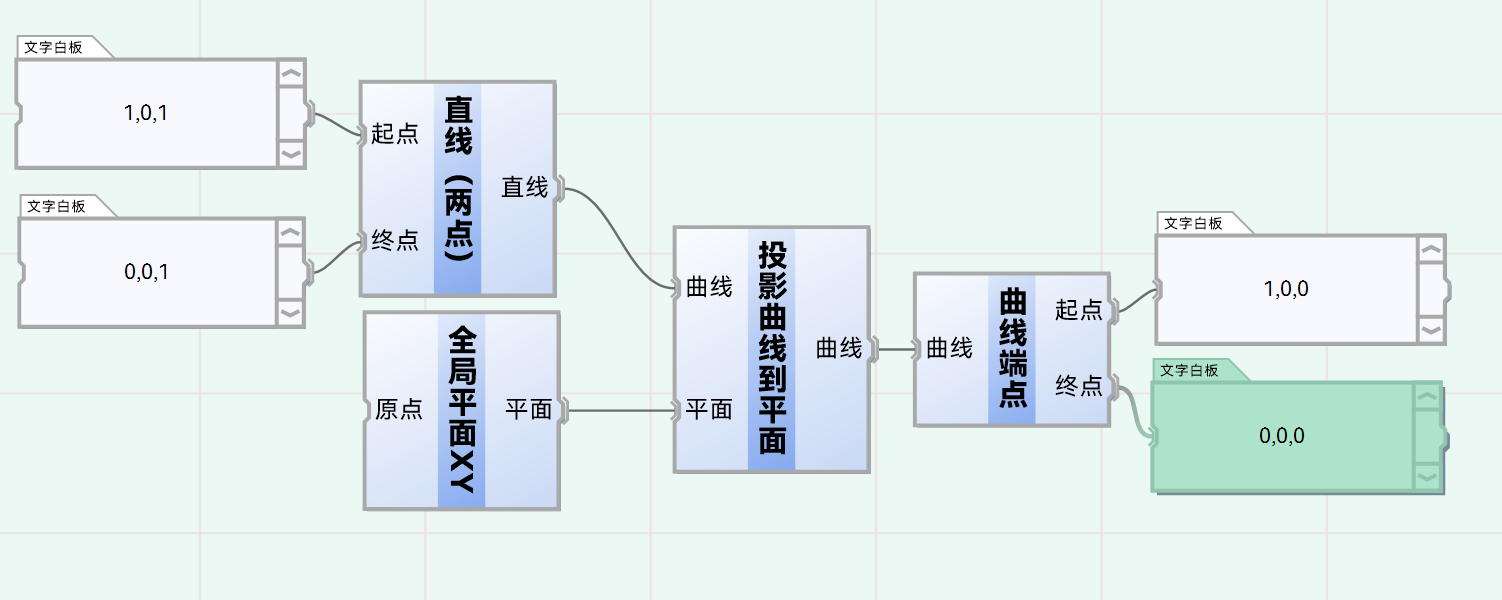 文字白板
1,0,1
文字白板
0,0,1
起点
终点
直线（两点）
直线
原点
全局平面XY
平面
曲线
平面
投影曲线到平面
曲线
曲线
曲线端点
起点
终点
文字白板
1,0,0
文字白板
0,0,0